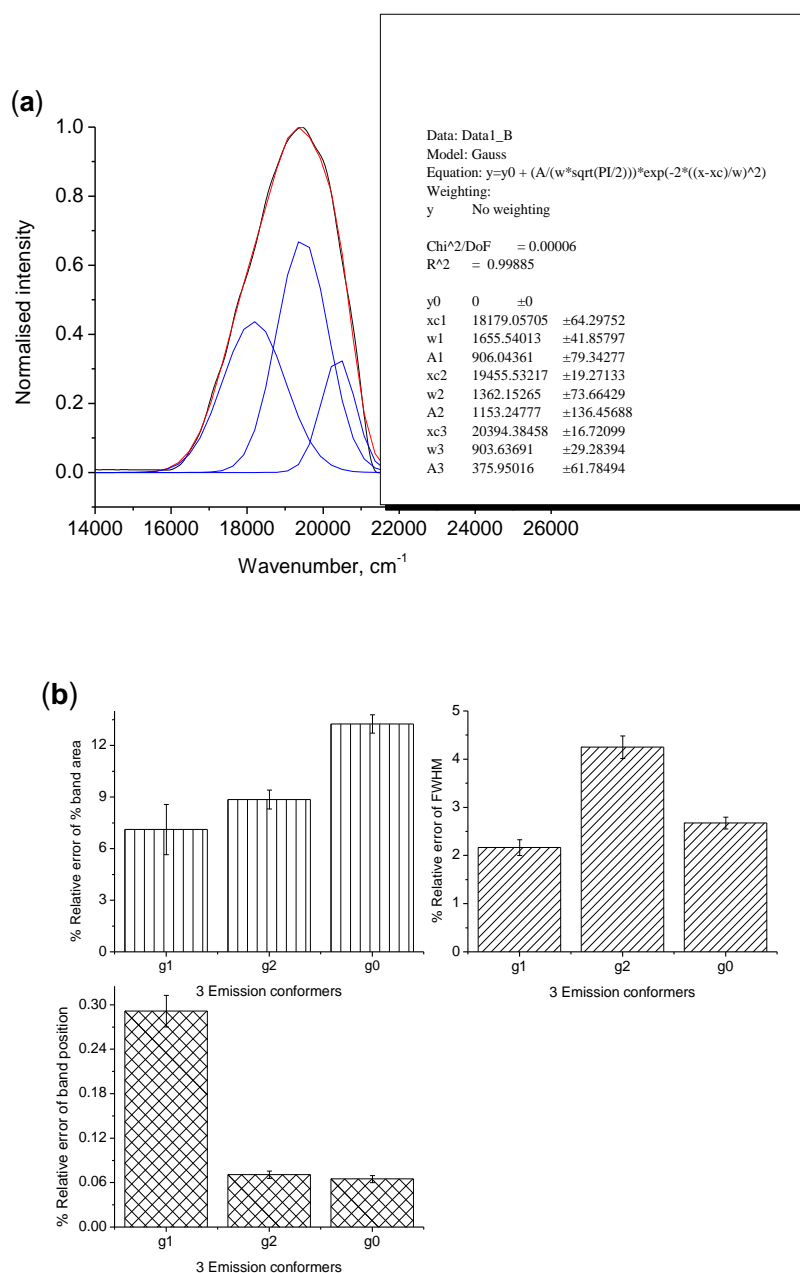 (a)
1.0
0.8
0.6
0.4
0.2
0.0
Normalised intensity
14000 16000 18000 20000 22000 24000 26000
Wavenumber, cm-1
Data: Data1_B
Model: Gauss
Equation: y=y0 + (A/(w*sqrt(PI/2)))*exp(-2*((x-xc)/w)^2)
Weighting:
y No weighting
Chi^2/DoF = 0.00006
R^2 = 0.99885
y0 0 ±0
xc1 18179.05705 ±64.29752
w1 1655.54013 ±41.85797
A1 906.04361 ±79.34277
xc2 19455.53217 ±19.27133
w2 1362.15265 ±73.66429
A2 1153.24777 ±136.45688
xc3 20394.38458 ±16.72099
w3 903.63691 ±29.28394
A3 375.95016 ±61.78494
(b)
12
9
6
3
0
% Relative error of % band area
g1 g2 g0
3 Emission conformers
5
4
3
2
1
0
% Relative error of FWHM
g1 g2 g0
3 Emission conformers
0.30
0.24
0.18
0.12
0.06
0.00
% Relative error of band position
g1 g2 g0
3 Emission conformers